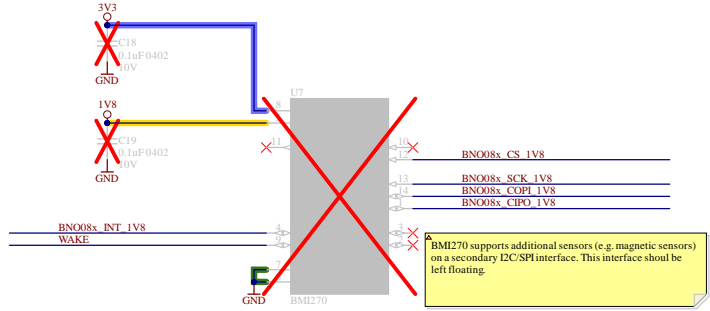 3V3
C18
0.1uF 0402
10V
GND
U7
8
1V8
C19
0.1uF 0402
10V
GND
11
10
12
BNO08x_CS_1V8
13
BNO08x_SCK_1V8
14
BNO08x_COPI_1V8
1
BNO08x_CIPO_1V8
BNO08x_INT_1V8
4
WAKE
9
3
7
GND
BMI270
BMI270 supports additional sensors (e.g. magnetic sensors)
on a secondary I2C/SPI interface. This interface shoul be
left floating.